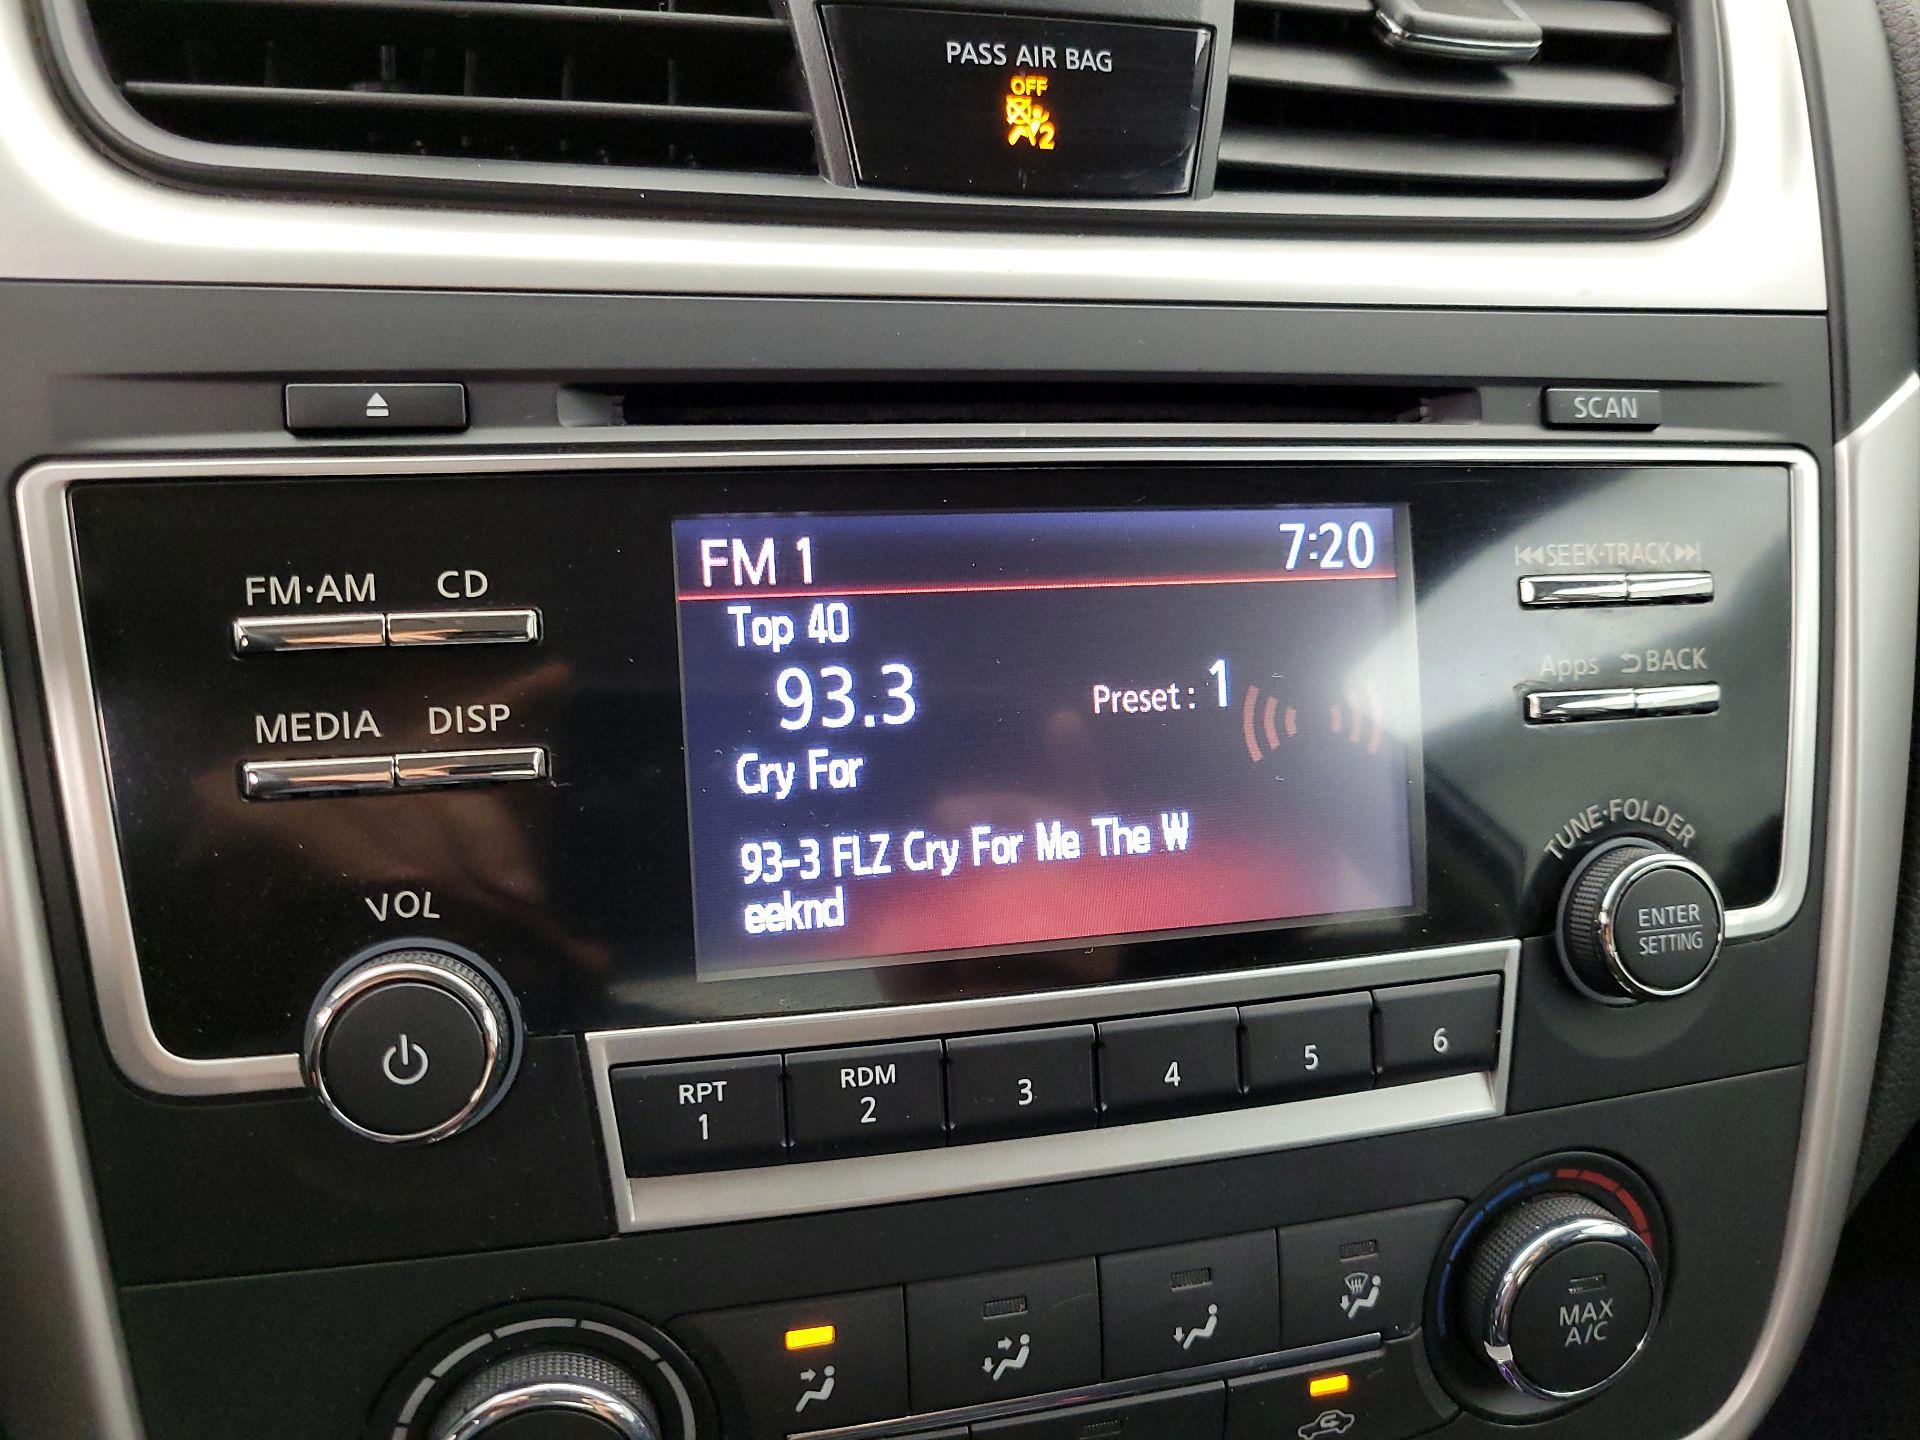 PASS AIR BAG
OFF
2
SCAN
FM·AM CD
FM 1 7:20
SEEK·TRACK
Top 40
93.3
Preset : 1
Apps BACK
MEDIA DISP
Cry For
93-3 FLZ Cry For Me The W
eeknd
TUNE·FOLDER
VOL
ENTER
SETTING
RPT
1
RDM
2
3
4
5
6
MAX
A/C